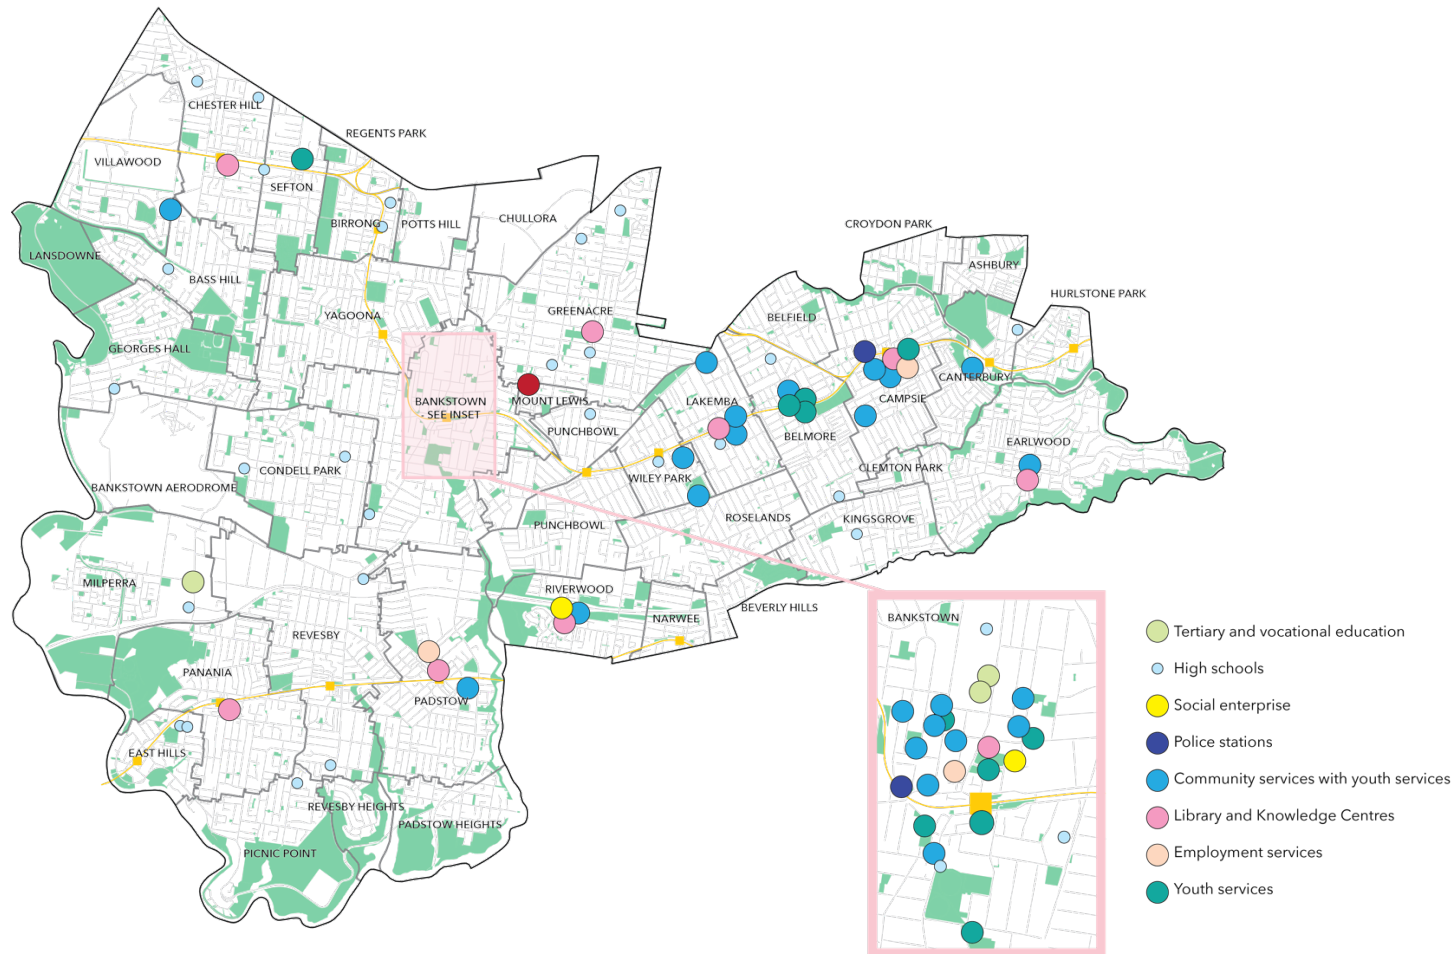 CHESTER HILL
REGENTS PARK
VILLAWOOD
SEFTON
BIRRONG
POTTS HILL
CHULLORA
CROYDON PARK
LANSDOWNE
BASS HILL
ASHBURY
HURLSTONE PARK
YAGOONA
GREENACRE
BELFIELD
GEORGES HALL
CANTERBURY
BANKSTOWN
- SEE INSET
MOUNT LEWIS
LAKEMBA
CAMPSIE
PUNCHBOWL
BELMORE
EARLWOOD
CONDELL PARK
CLEMTON PARK
WILEY PARK
BANKSTOWN AERODROME
ROSELANDS
KINGSGROVE
PUNCHBOWL
MILPERRA
RIVERWOOD
BEVERLY HILLS
NARWEE
REVESBY
PANANIA
PADSTOW
EAST HILLS
REVESBY HEIGHTS
PADSTOW HEIGHTS
PICNIC POINT
BANKSTOWN
Tertiary and vocational education
High schools
Social enterprise
Police stations
Community services with youth services
Library and Knowledge Centres
Employment services
Youth services